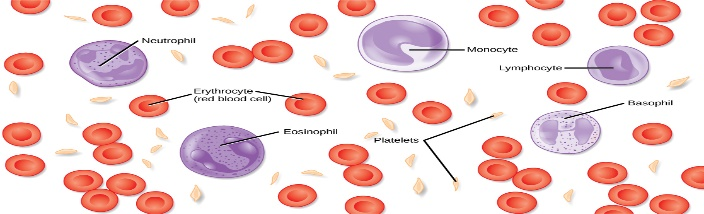 Neutrophil
Monocyte
Lymphocyte
Erythrocyte
(red blood cell)
Basophil
Eosinophil
Platelets